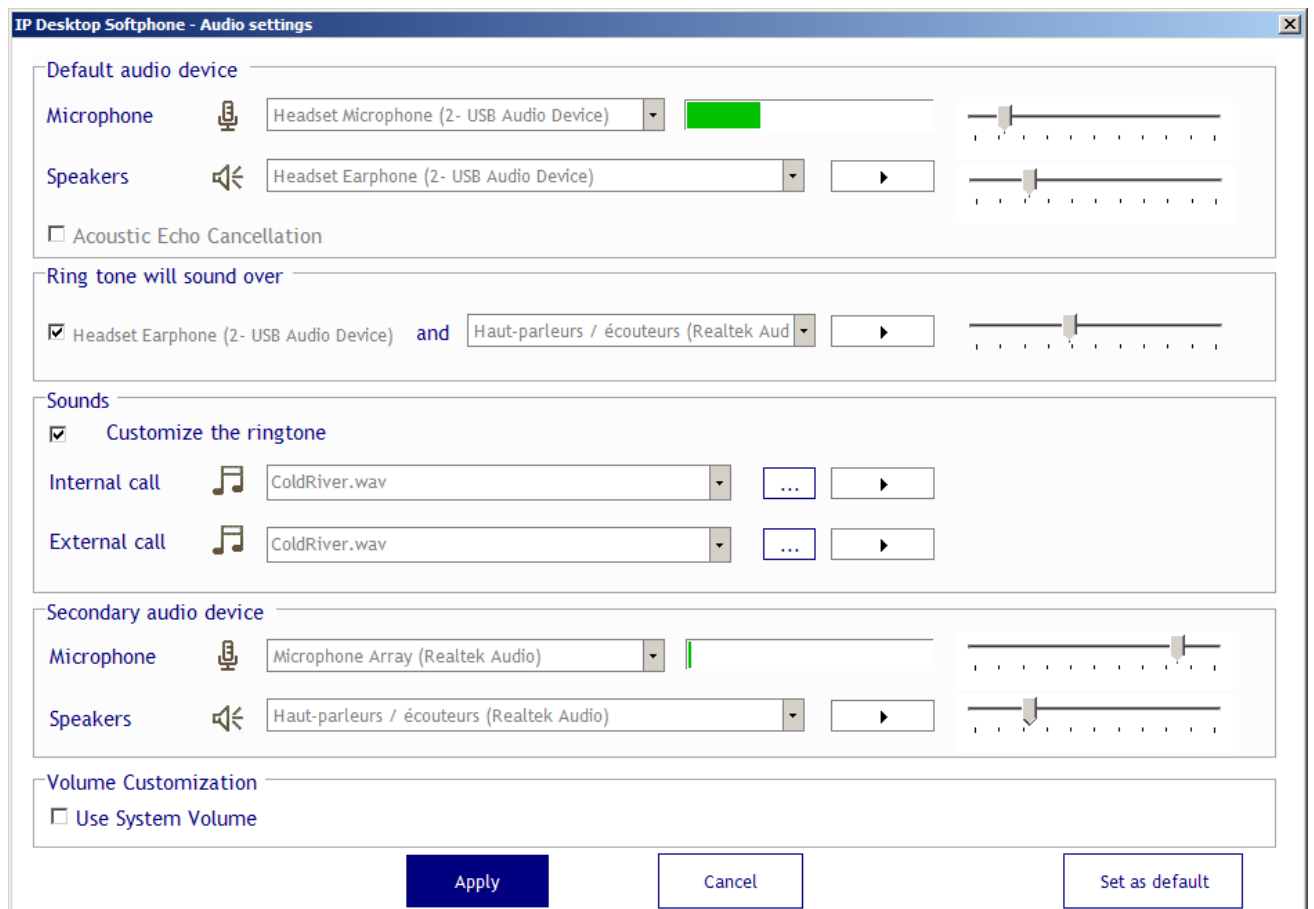 IP Desktop Softphone - Audio settings
Default audio device
Microphone Headset Microphone (2- USB Audio Device)
Speakers Headset Earphone (2- USB Audio Device)
Acoustic Echo Cancellation
Ring tone will sound over
Headset Earphone (2- USB Audio Device) and Haut-parleurs / écouteurs (Realtek Aud
Sounds
Customize the ringtone
Internal call ColdRiver.wav ...
External call ColdRiver.wav ...
Secondary audio device
Microphone Microphone Array (Realtek Audio)
Speakers Haut-parleurs / écouteurs (Realtek Audio)
Volume Customization
Use System Volume
Apply Cancel Set as default